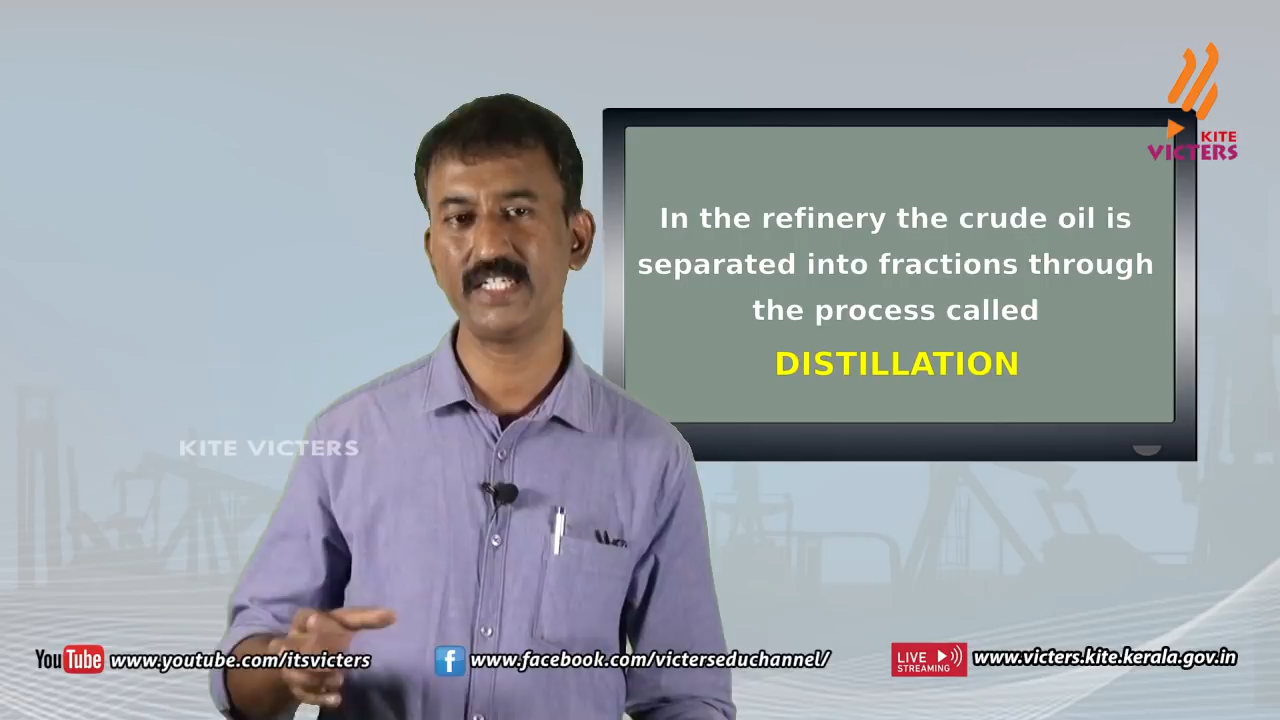 KITE
VICTERS
In the refinery the crude oil is
separated into fractions through
the process called
DISTILLATION
KITE VICTERS
YouTube www.youtube.com/itsvicters
f www.facebook.com/victerseduchannel/
LIVE STREAMING www.victers.kite.kerala.gov.in